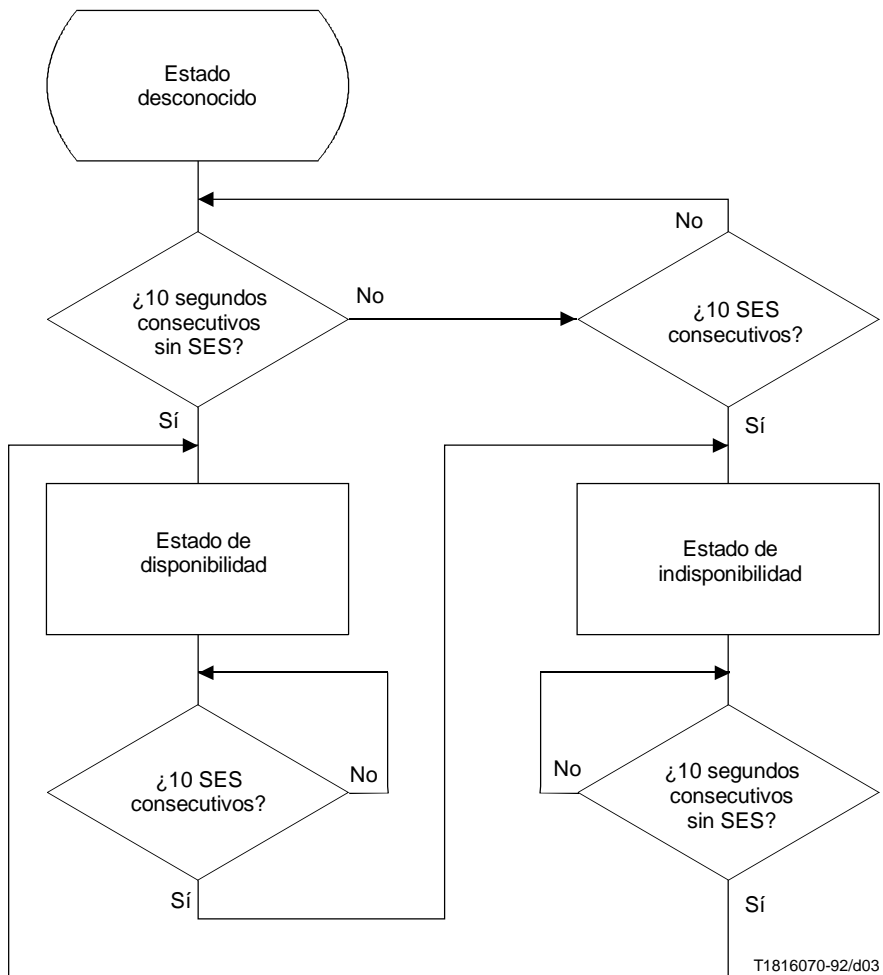 Estado
desconocido
No
¿10 segundos
consecutivos
sin SES?
No
¿10 SES
consecutivos?
Sí
Sí
Estado de
disponibilidad
Estado de
indisponibilidad
¿10 SES
consecutivos?
No
No
¿10 segundos
consecutivos
sin SES?
Sí
Sí
T1816070-92/d03